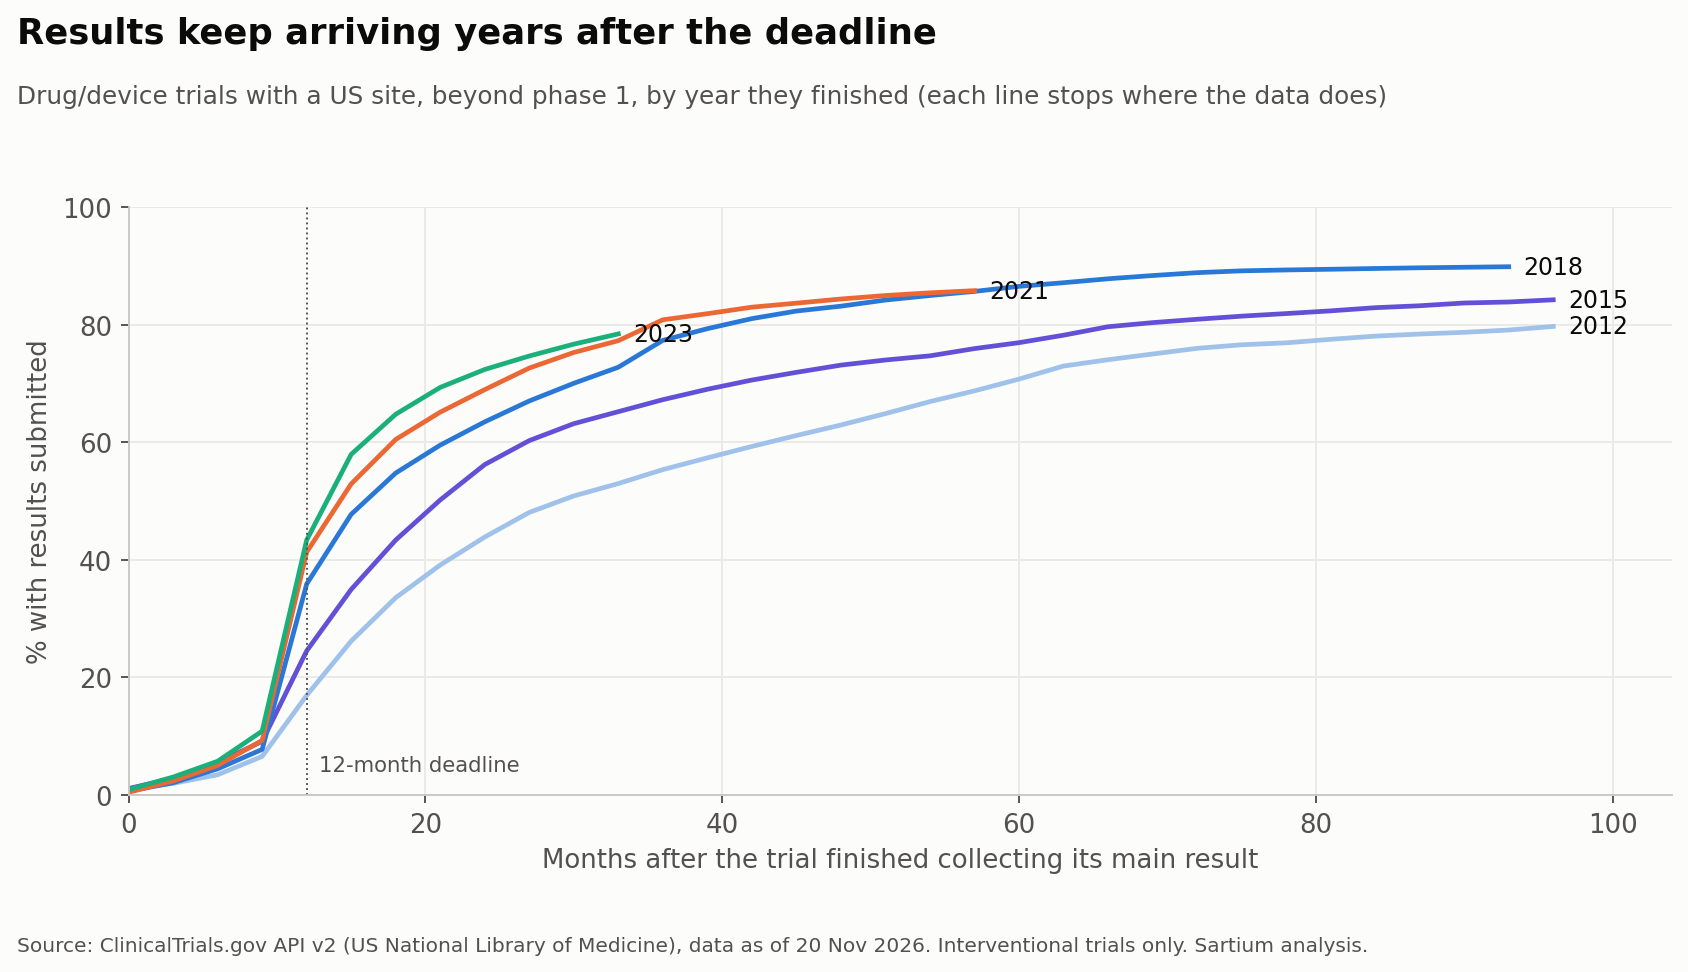 Results keep arriving years after the deadline
Drug/device trials with a US site, beyond phase 1, by year they finished (each line stops where the data does)
% with results submitted
100
80
60
40
20
0
2018
2021
2015
2012
2023
12-month deadline
0 20 40 60 80 100
Months after the trial finished collecting its main result
Source: ClinicalTrials.gov API v2 (US National Library of Medicine), data as of 20 Nov 2026. Interventional trials only. Sartium analysis.